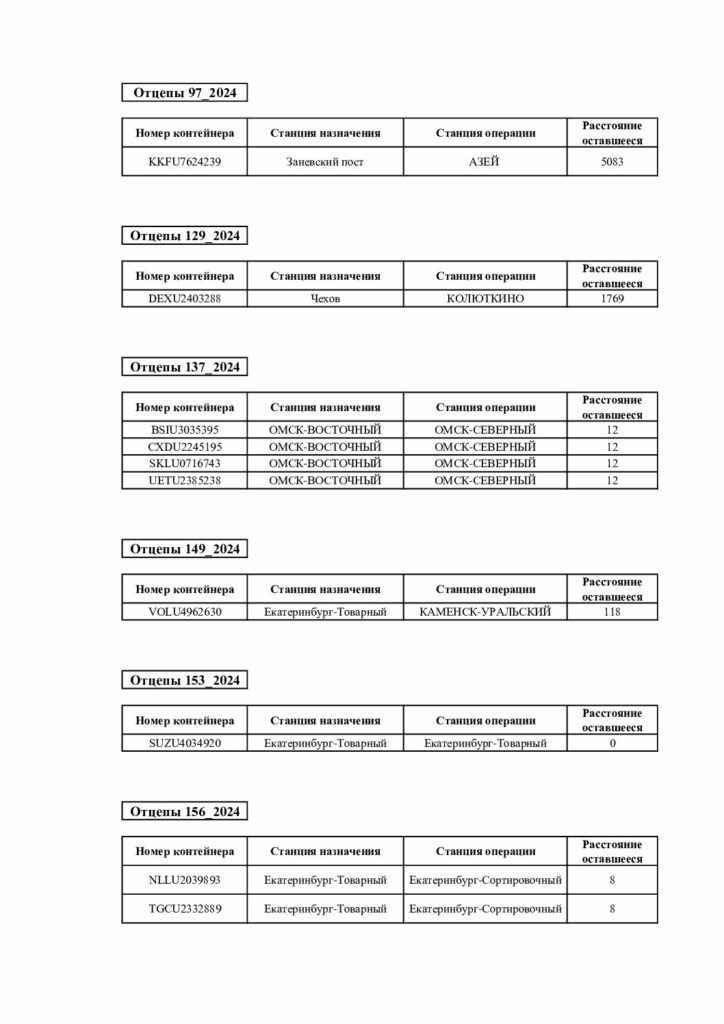 Отцепы 97_2024
Номер контейнера Станция назначения Станция операции Расстояние оставшееся
KKFU7624239 Заневский пост АЗЕЙ 5083
Отцепы 129_2024
Номер контейнера Станция назначения Станция операции Расстояние оставшееся
DEXU2403288 Чехов КОЛЮТКИНО 1769
Отцепы 137_2024
Номер контейнера Станция назначения Станция операции Расстояние оставшееся
BSIU3035395 ОМСК-ВОСТОЧНЫЙ ОМСК-СЕВЕРНЫЙ 12
CXDU2245195 ОМСК-ВОСТОЧНЫЙ ОМСК-СЕВЕРНЫЙ 12
SKLU0716743 ОМСК-ВОСТОЧНЫЙ ОМСК-СЕВЕРНЫЙ 12
UETU2385238 ОМСК-ВОСТОЧНЫЙ ОМСК-СЕВЕРНЫЙ 12
Отцепы 149_2024
Номер контейнера Станция назначения Станция операции Расстояние оставшееся
VOLU4962630 Екатеринбург-Товарный КАМЕНСК-УРАЛЬСКИЙ 118
Отцепы 153_2024
Номер контейнера Станция назначения Станция операции Расстояние оставшееся
SUZU4034920 Екатеринбург-Товарный Екатеринбург-Товарный 0
Отцепы 156_2024
Номер контейнера Станция назначения Станция операции Расстояние оставшееся
NLLU2039893 Екатеринбург-Товарный Екатеринбург-Сортировочный 8
TGCU2332889 Екатеринбург-Товарный Екатеринбург-Сортировочный 8